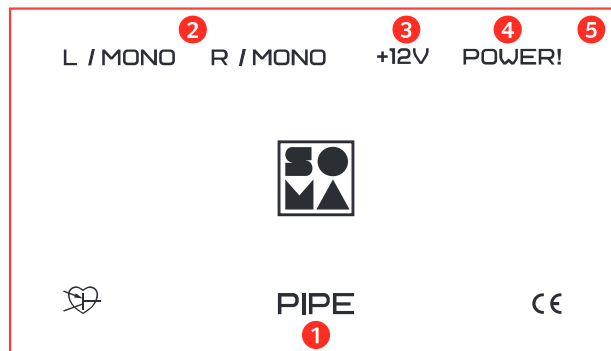 2 3 4 5
L / MONO R / MONO +12V POWER!
SO
MA
PIPE CE
1